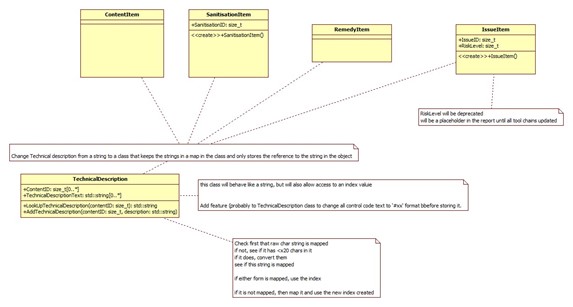 ContentItem
SanitisationItem
+SanitisationID: size_t
<<create>>+SanitisationItem()
RemedyItem
IssueItem
+IssueID: size_t
+RiskLevel: size_t
<<create>>+IssueItem()
RiskLevel will be deprecated
will be a placeholder in the report until all tool chains updated
Change Technical description from a string to a class that keeps the strings in a map in the class and only stores the reference to the string in the object
TechnicalDescription
+ContentID: size_t[0..*]
+TechnicalDescriptionText: std::string[0..*]
+LookUpTechnicalDescription(contentID: size_t): std::string
+AddTechnicalDescription(contentID: size_t, description: std::string)
this class will behave like a string, but will also allow access to an index value
Add feature (probably to TechnicalDescription class to change all control code text to '#xx' format bbefore storing it.
Check first that raw char string is mapped
if not, see if it has <x20 chars in it
if it does, convert them
see if this string is mapped
if either form is mapped, use the index
if it is not mapped, then map it and use the new index created